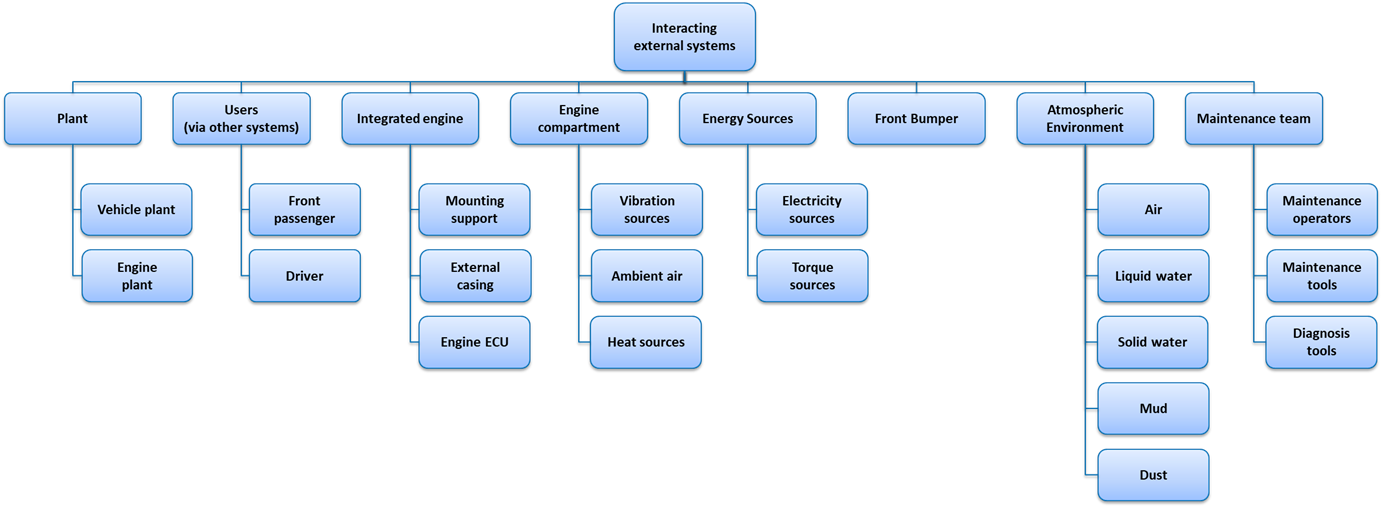 Interacting
external systems
Plant
Users
(via other systems)
Integrated engine
Engine
compartment
Energy Sources
Front Bumper
Atmospheric
Environment
Maintenance team
Vehicle plant
Engine
plant
Front
passenger
Driver
Mounting
support
External
casing
Engine ECU
Vibration
sources
Ambient air
Heat sources
Electricity
sources
Torque
sources
Air
Liquid water
Solid water
Mud
Dust
Maintenance
operators
Maintenance
tools
Diagnosis
tools